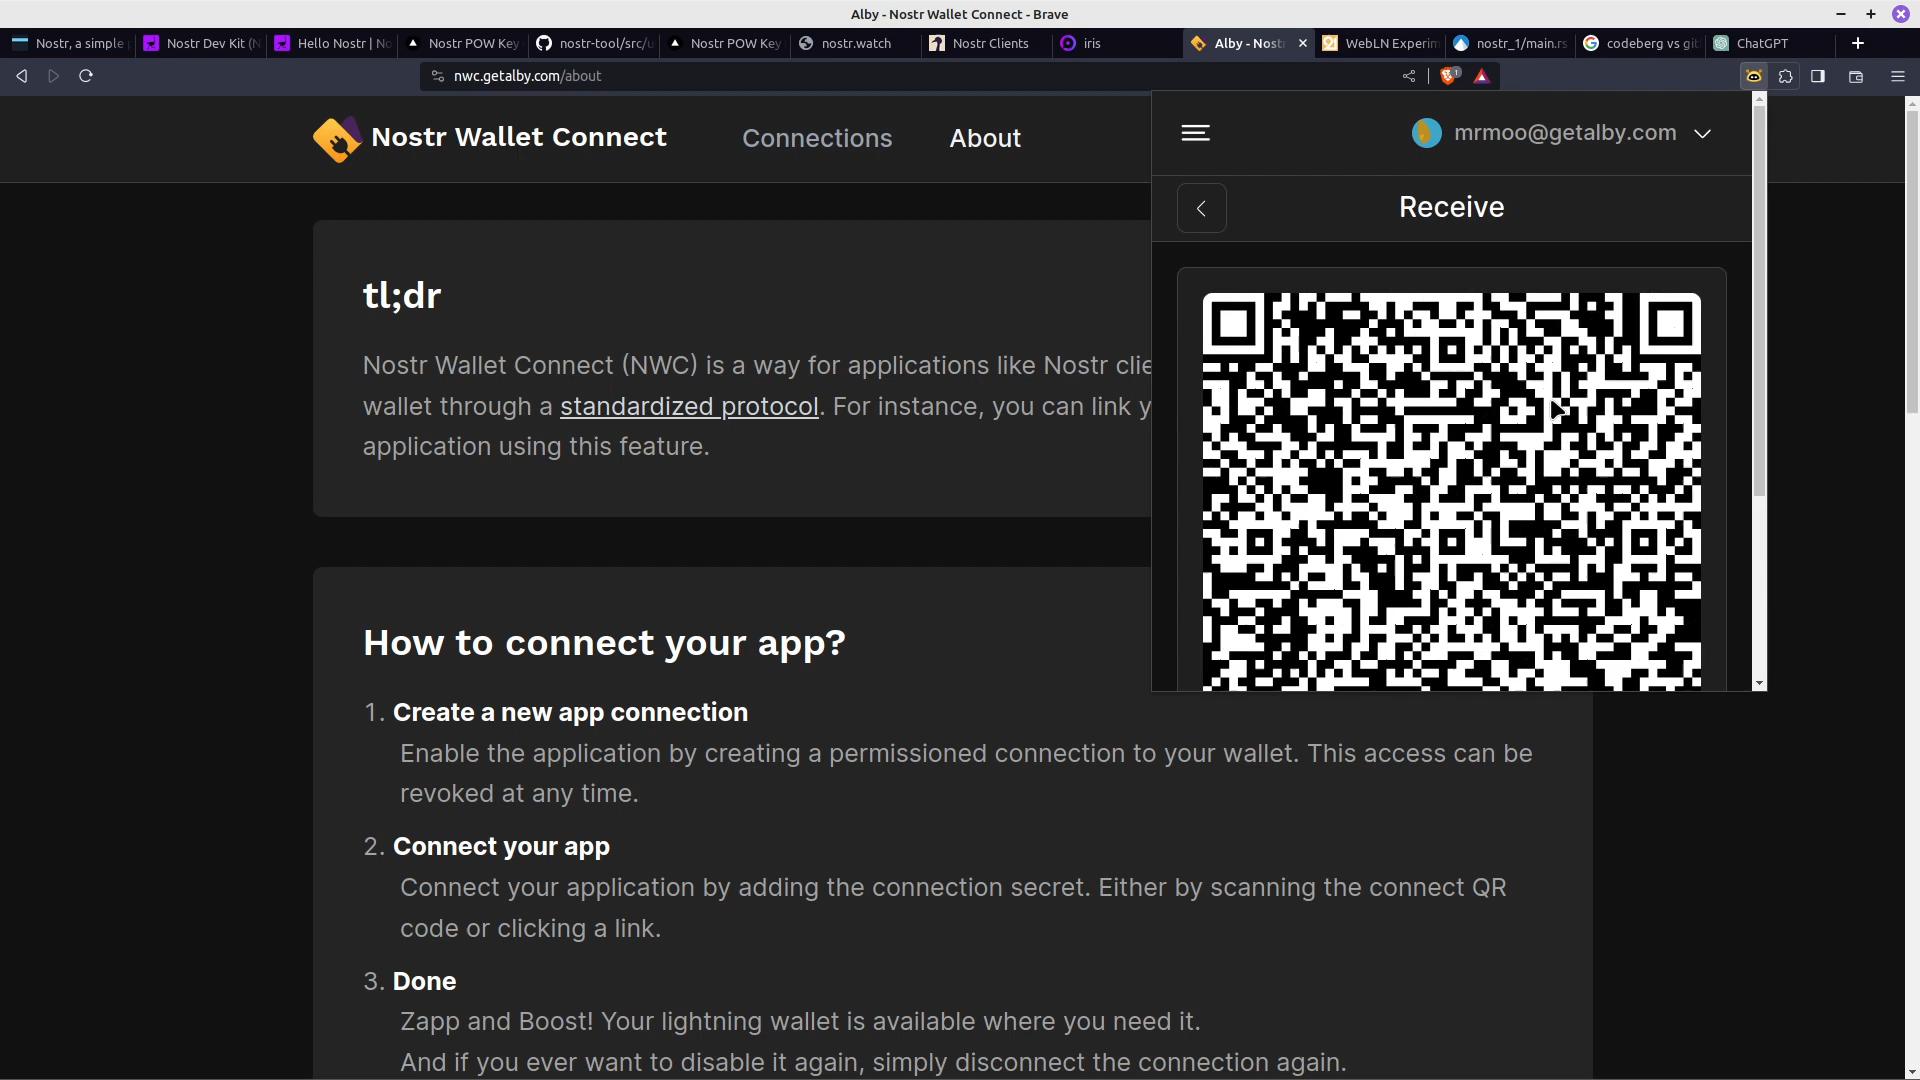 Alby - Nostr Wallet Connect - Brave
Nostr, a simple
Nostr Dev Kit (N
Hello Nostr | No
Nostr POW Key
nostr-tool/src/u
Nostr POW Key
nostr.watch
Nostr Clients
iris
Alby - Nost
WebLN Experim
nostr_1/main.rs
codeberg vs git
ChatGPT
nwc.getalby.com/about
1
Nostr Wallet Connect
Connections
About
mrmoo@getalby.com
Receive
tl;dr
Nostr Wallet Connect (NWC) is a way for applications like Nostr clie
wallet through a standardized protocol. For instance, you can link y
application using this feature.
How to connect your app?
1. Create a new app connection
Enable the application by creating a permissioned connection to your wallet. This access can be
revoked at any time.
2. Connect your app
Connect your application by adding the connection secret. Either by scanning the connect QR
code or clicking a link.
3. Done
Zapp and Boost! Your lightning wallet is available where you need it.
And if you ever want to disable it again, simply disconnect the connection again.